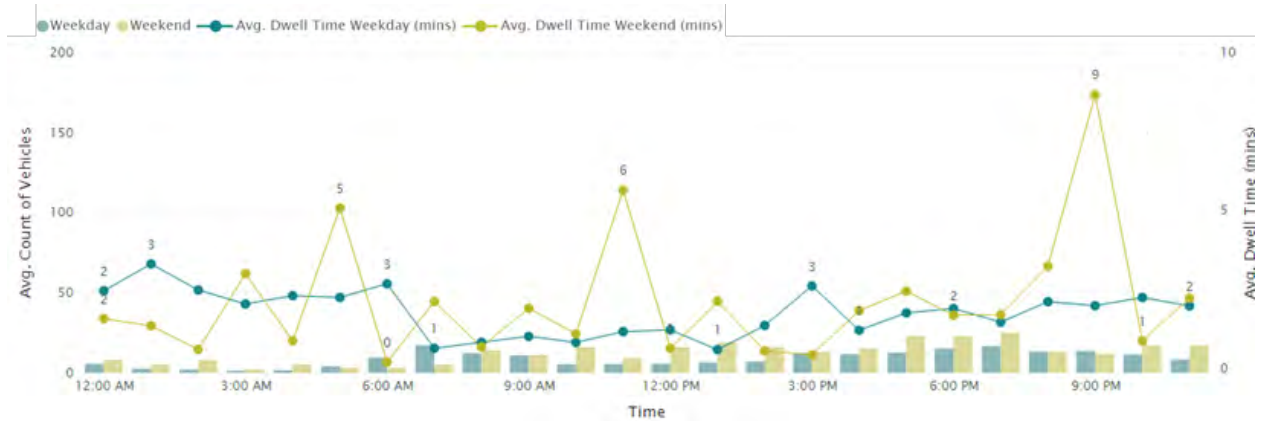 Weekday Weekend Avg. Dwell Time Weekday (mins) Avg. Dwell Time Weekend (mins)
200 10
9
150
6
5
100 5
3
3 3
2
50
2 2 2
0 1 1 1
0 0
12:00 AM 3:00 AM 6:00 AM 9:00 AM 12:00 PM 3:00 PM 6:00 PM 9:00 PM
Time
Avg. Count of Vehicles
Avg. Dwell Time (mins)